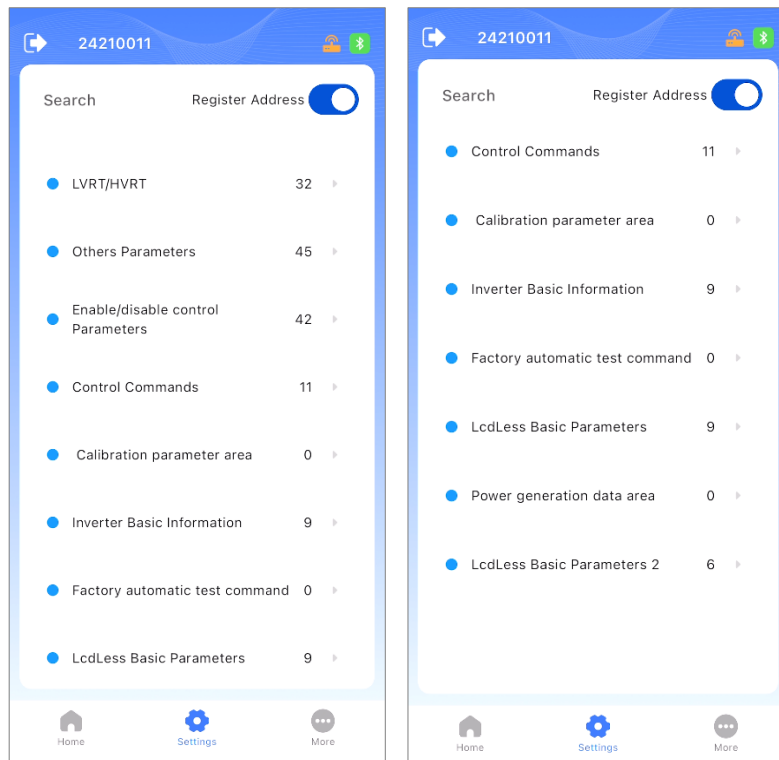 24210011
Search Register Address
LVRT/HVRT 32
Others Parameters 45
Enable/disable control
Parameters 42
Control Commands 11
Calibration parameter area 0
Inverter Basic Information 9
Factory automatic test command 0
LcdLess Basic Parameters 9
Home Settings More
24210011
Search Register Address
Control Commands 11
Calibration parameter area 0
Inverter Basic Information 9
Factory automatic test command 0
LcdLess Basic Parameters 9
Power generation data area 0
LcdLess Basic Parameters 2 6
Home Settings More